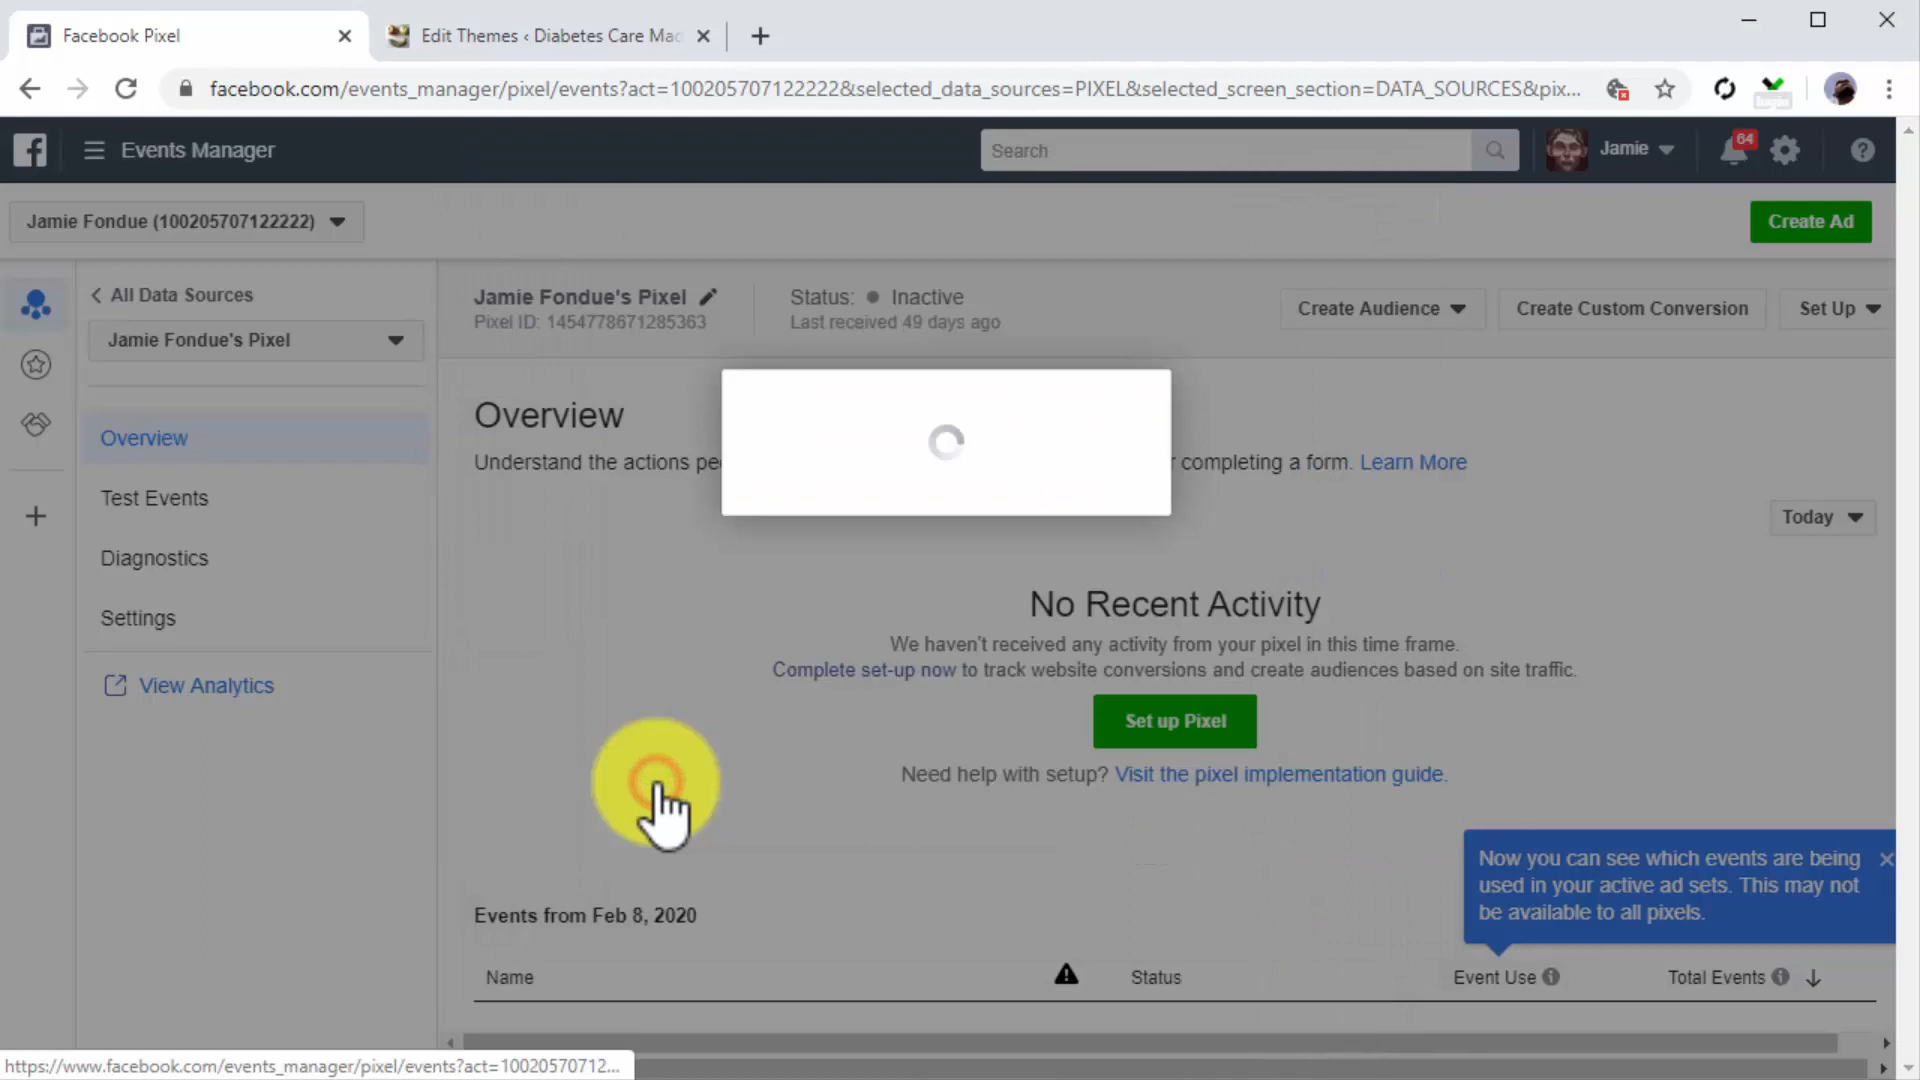 Facebook Pixel
Edit Themes ‹ Diabetes Care Mac
facebook.com/events_manager/pixel/events?act=1002057071​22222&selected_data_sources=PIXEL&selected_screen_section=DATA_SOURCES&pix...
Events Manager
Search
Jamie
64
Jamie Fondue (100205707122222)
Create Ad
All Data Sources
Jamie Fondue's Pixel
Jamie Fondue's Pixel
Pixel ID: 1454778671285363
Status: Inactive
Last received 49 days ago
Create Audience
Create Custom Conversion
Set Up
Overview
Test Events
Diagnostics
Settings
View Analytics
Overview
Understand the actions pe completing a form. Learn More
Today
No Recent Activity
We haven't received any activity from your pixel in this time frame.
Complete set-up now to track website conversions and create audiences based on site traffic.
Set up Pixel
Need help with setup? Visit the pixel implementation guide.
Now you can see which events are being
used in your active ad sets. This may not
be available to all pixels.
Events from Feb 8, 2020
Name Status Event Use Total Events
https://www.facebook.com/events_manager/pixel/events?act=10020570712...